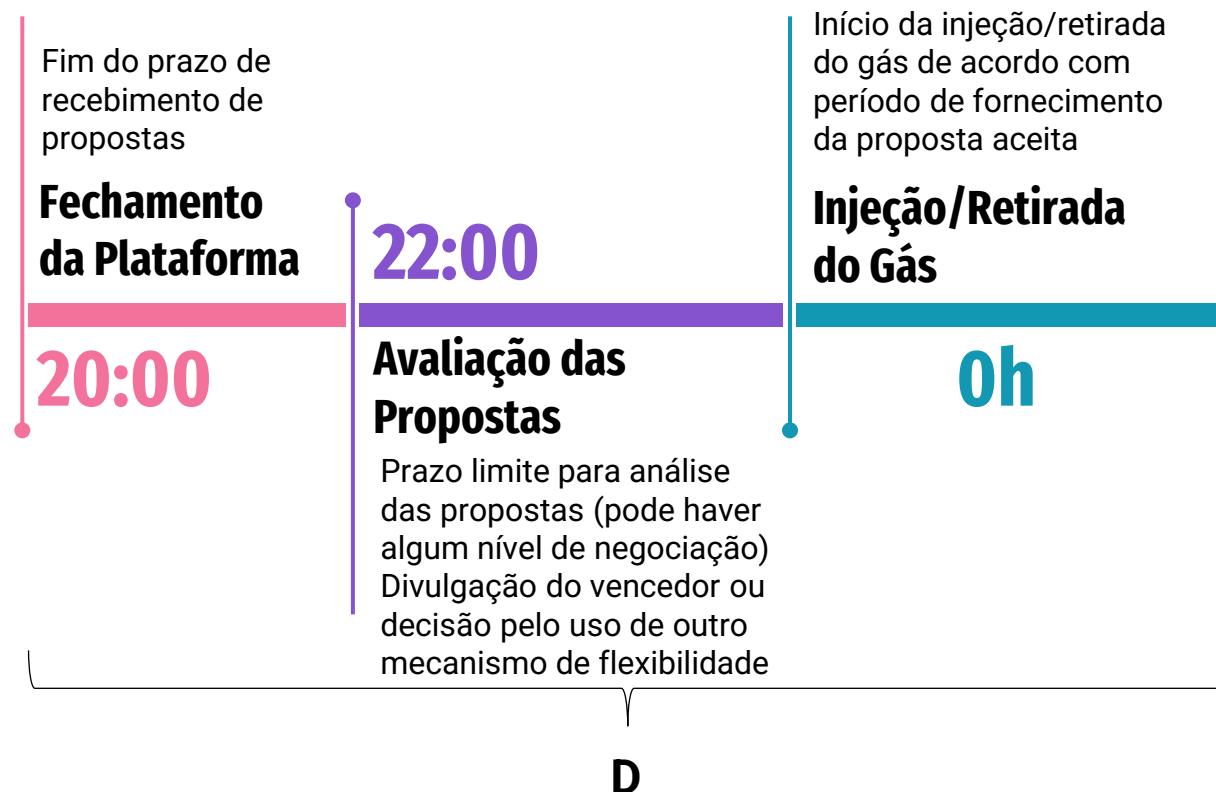 Fim do prazo de
recebimento de
propostas
Fechamento
da Plataforma
20:00
22:00
Avaliação das
Propostas
Prazo limite para análise
das propostas (pode haver
algum nível de negociação)
Divulgação do vencedor ou
decisão pelo uso de outro
mecanismo de flexibilidade
Início da injeção/retirada
do gás de acordo com
período de fornecimento
da proposta aceita
Injeção/Retirada
do Gás
0h
D